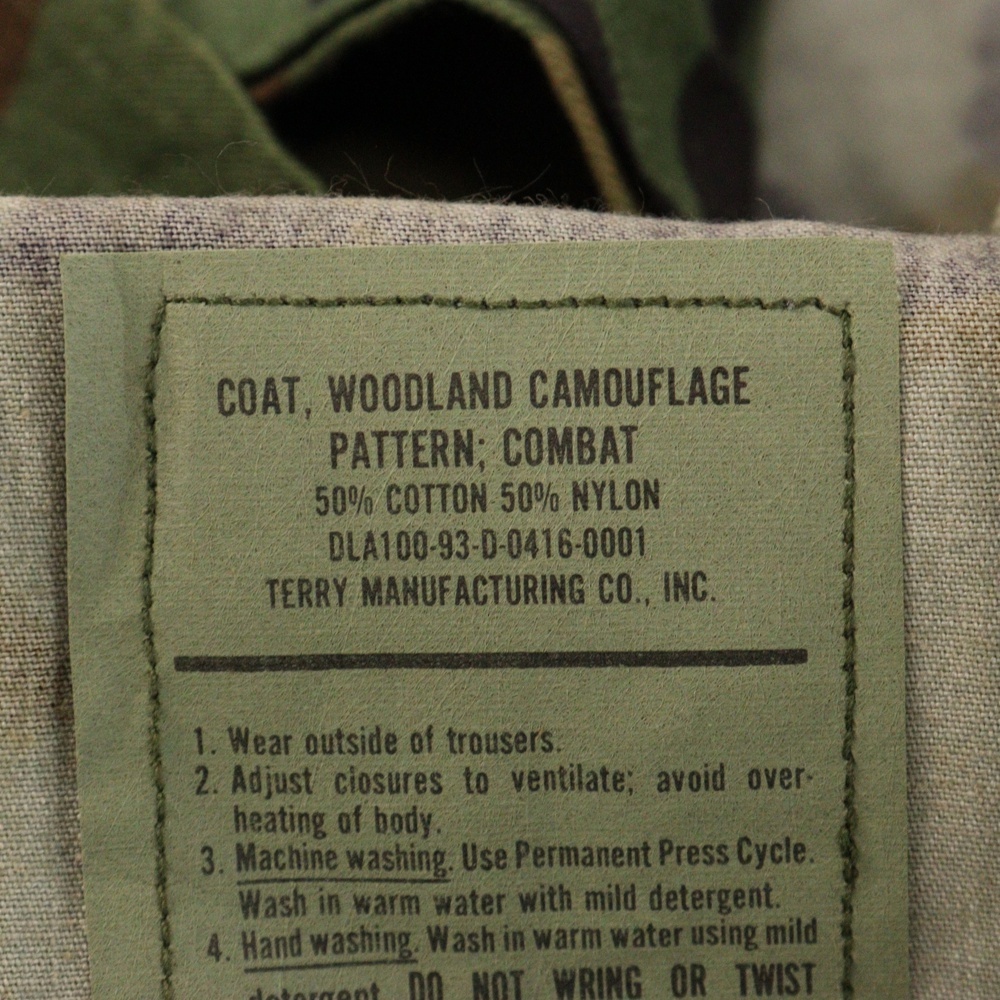 COAT, WOODLAND CAMOUFLAGE
PATTERN; COMBAT
50% COTTON 50% NYLON
DLA100-93-D-0416-0001
TERRY MANUFACTURING CO., INC.
1. Wear outside of trousers.
2. Adjust closures to ventilate; avoid over-
heating of body.
3. Machine washing. Use Permanent Press Cycle.
Wash in warm water with mild detergent.
4. Hand washing. Wash in warm water using mild
detergent. DO NOT WRING OR TWIST